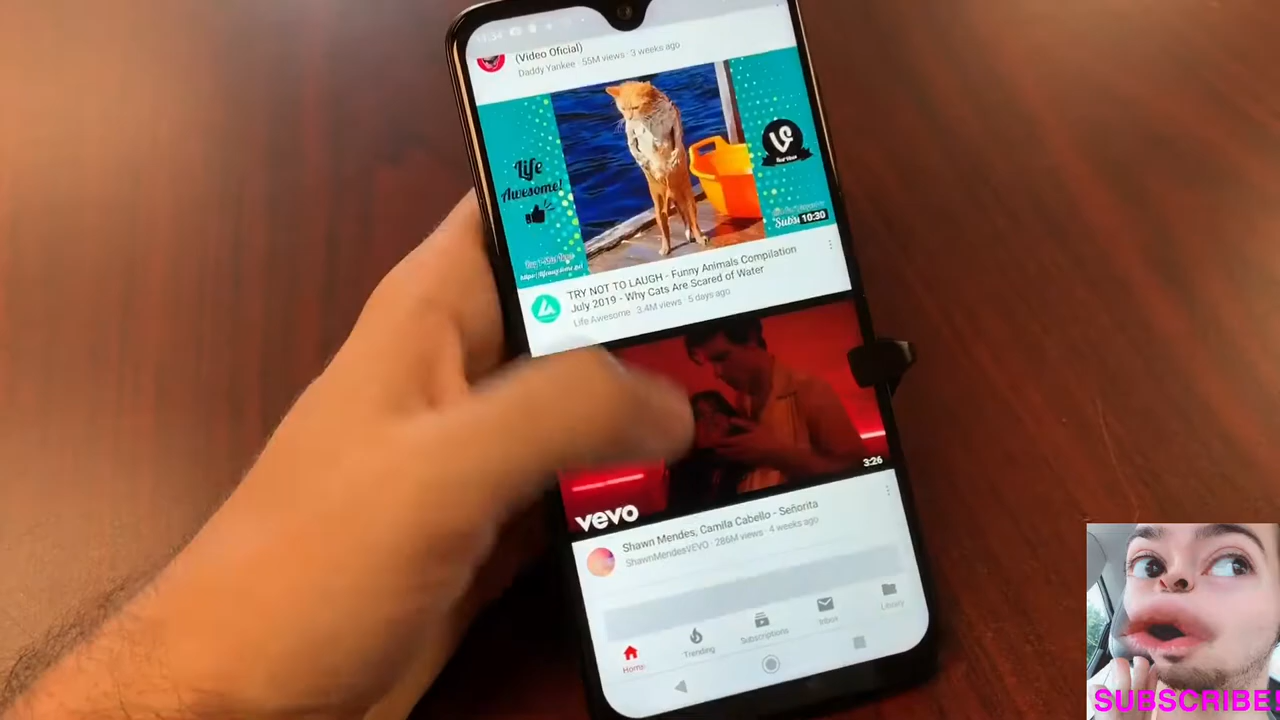 (Video Oficial)
Daddy Yankee · 55M views · 3 weeks ago
Life
Awesome!
10:30
TRY NOT TO LAUGH - Funny Animals Compilation
July 2019 - Why Cats Are Scared of Water
Life Awesome · 3.4M views · 5 days ago
3:26
vevo
Shawn Mendes, Camila Cabello - Señorita
ShawnMendesVEVO · 286M views · 4 weeks ago
Home
Trending
Subscriptions
Inbox
Library
SUBSCRIBE!